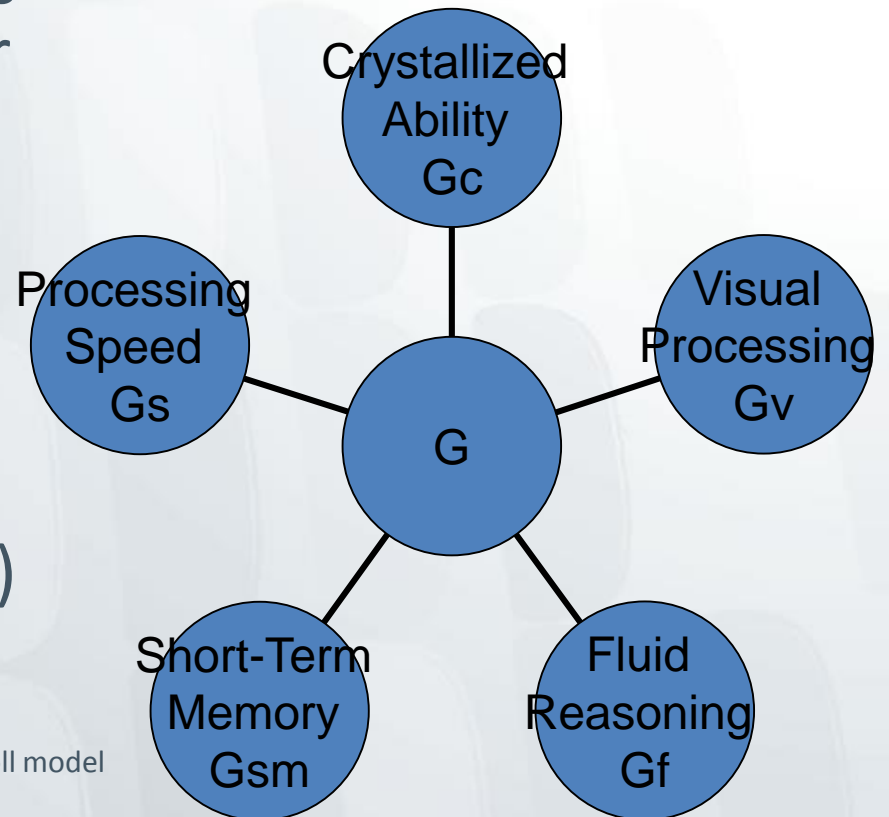 Crystallized
Ability
Gc
Processing
Speed
Gs
Visual
Processing
Gv
G
)
Short-Term
Memory
Gsm
Fluid
Reasoning
Gf
ll model